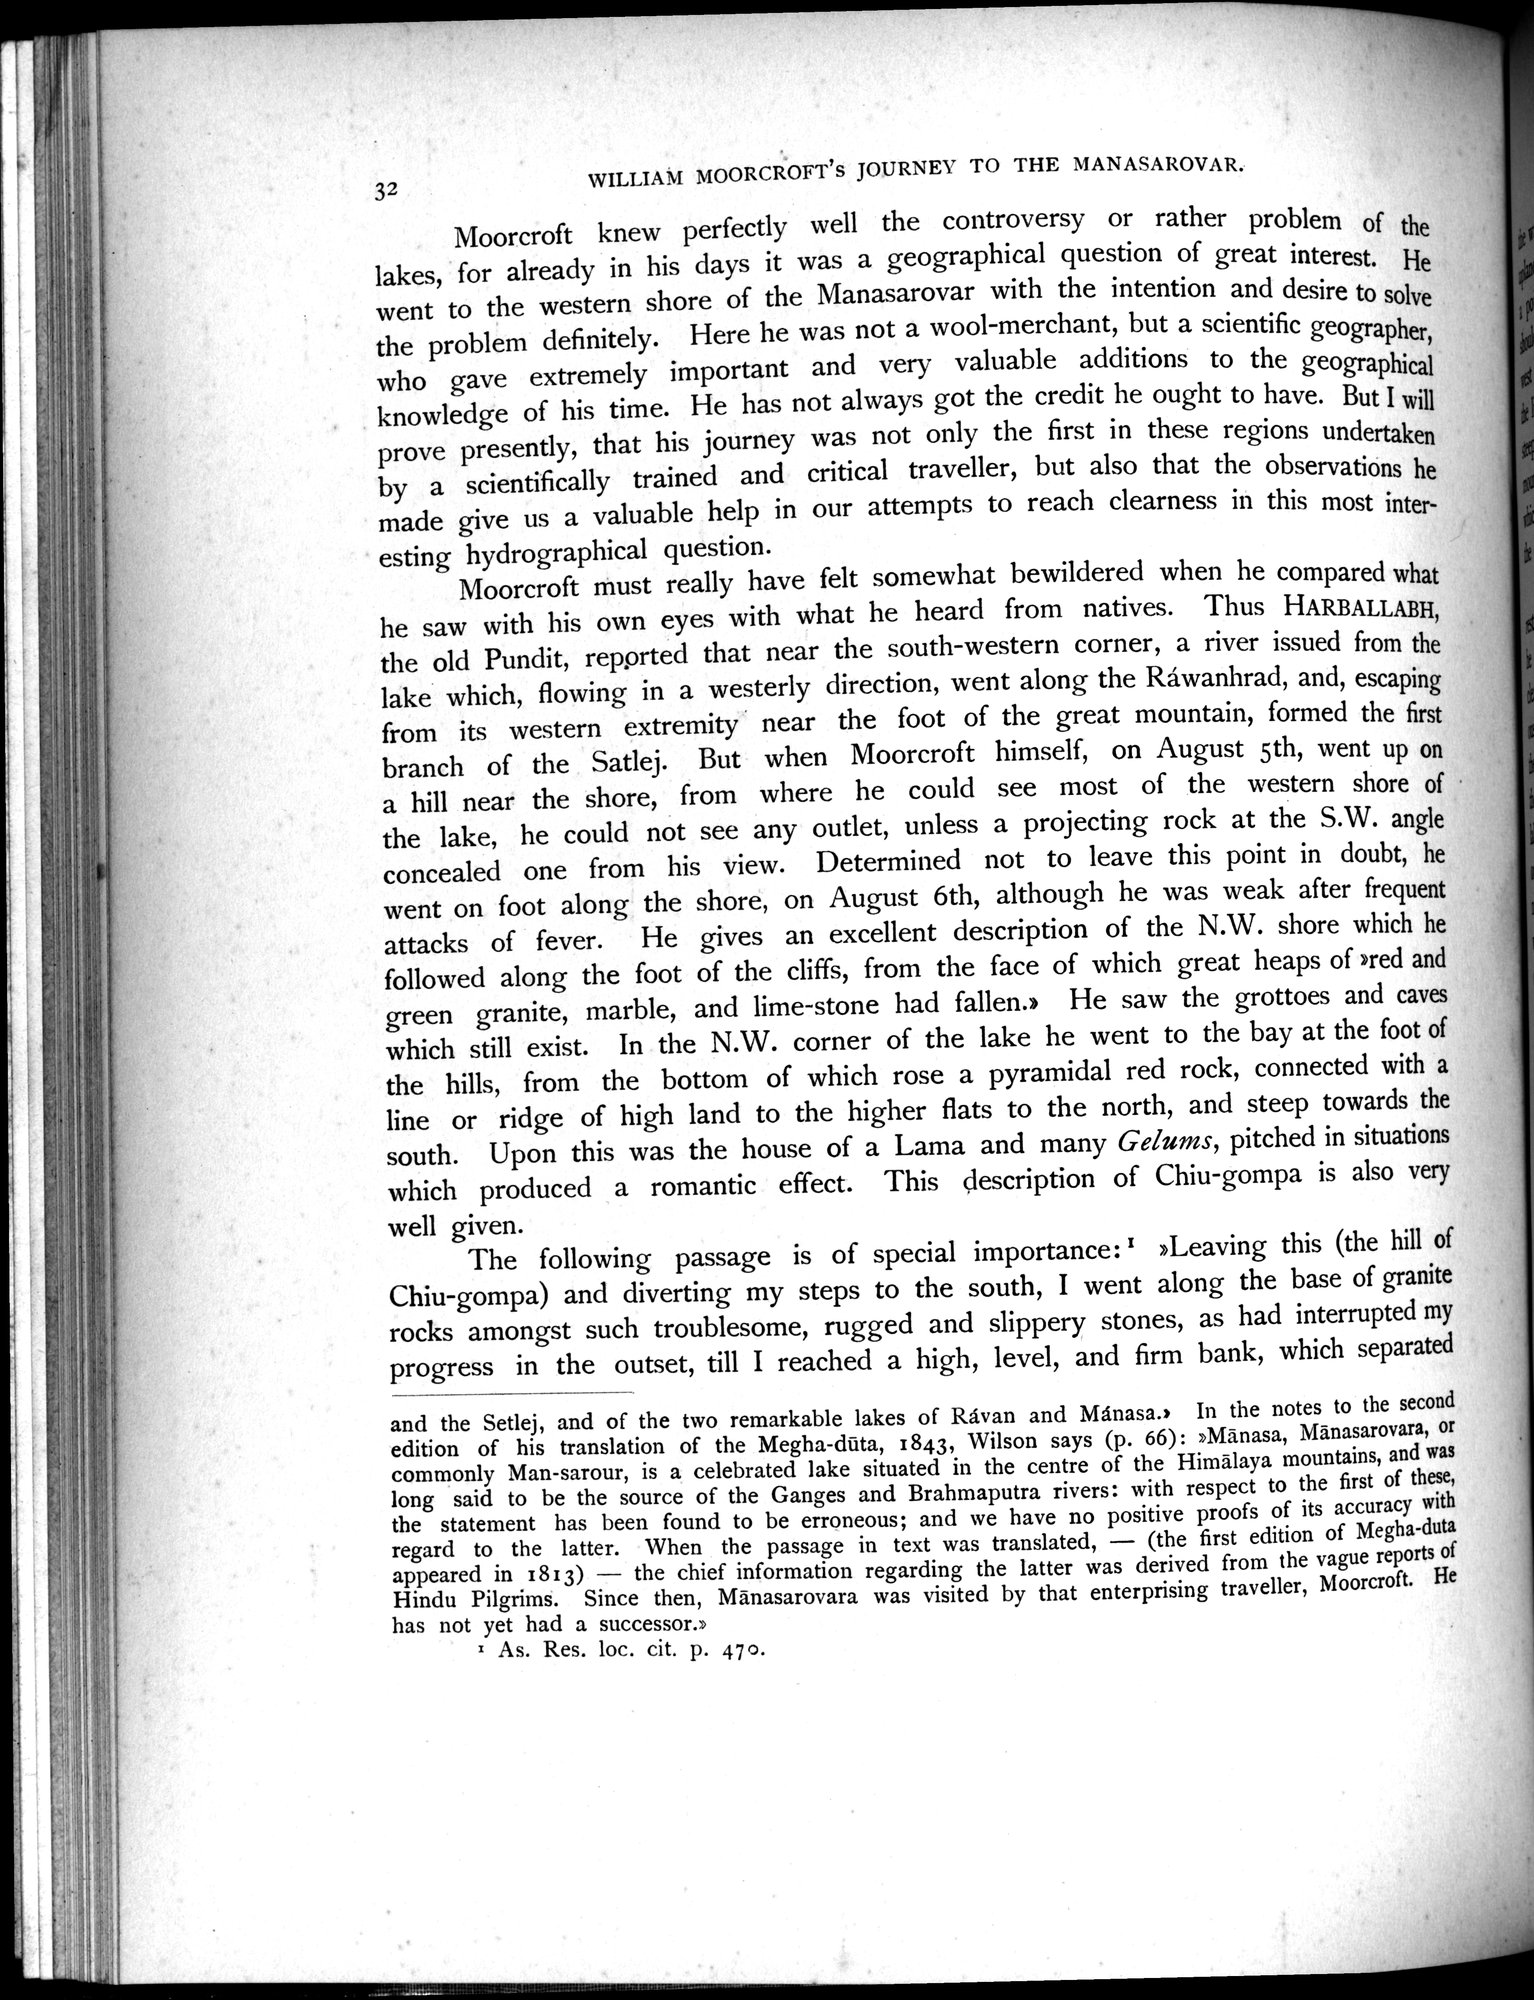 32
WILLIAM MOORCROFT'S JOURNEY TO THE MANASAROVAR.
Moorcroft knew perfectly well the controversy or rather problem of the
lakes, for already in his days it was a geographical question of great interest. He
went to the western shore of the Manasarovar with the intention and desire to solve
the problem definitely. Here he was not a wool-merchant, but a scientific geographer,
who gave extremely important and very valuable additions to the geographical
knowledge of his time. He has not always got the credit he ought to have. But I will
prove presently, that his journey was not only the first in these regions undertaken
by a scientifically trained and critical traveller, but also that the observations he
made give us a valuable help in our attempts to reach clearness in this most inter-
esting hydrographical question.
Moorcroft must really have felt somewhat bewildered when he compared what
he saw with his own eyes with what he heard from natives. Thus HARBALLABH,
the old Pundit, reported that near the south-western corner, a river issued from the
lake which, flowing in a westerly direction, went along the Ráwanhrad, and, escaping
from its western extremity near the foot of the great mountain, formed the first
branch of the Satlej. But when Moorcroft himself, on August 5th, went up on
a hill near the shore, from where he could see most of the western shore of
the lake, he could not see any outlet, unless a projecting rock at the S.W. angle
concealed one from his view. Determined not to leave this point in doubt, he
went on foot along the shore, on August 6th, although he was weak after frequent
attacks of fever. He gives an excellent description of the N.W. shore which he
followed along the foot of the cliffs, from the face of which great heaps of »red and
green granite, marble, and lime-stone had fallen.» He saw the grottoes and caves
which still exist. In the N.W. corner of the lake he went to the bay at the foot of
the hills, from the bottom of which rose a pyramidal red rock, connected with a
line or ridge of high land to the higher flats to the north, and steep towards the
south. Upon this was the house of a Lama and many Gelums, pitched in situations
which produced a romantic effect. This description of Chiu-gompa is also very
well given.
The following passage is of special importance:¹ »Leaving this (the hill of
Chiu-gompa) and diverting my steps to the south, I went along the base of granite
rocks amongst such troublesome, rugged and slippery stones, as had interrupted my
progress in the outset, till I reached a high, level, and firm bank, which separated
and the Setlej, and of the two remarkable lakes of Rávan and Mánasa.» In the notes to the second
edition of his translation of the Megha-dūta, 1843, Wilson says (p. 66): »Mānasa, Mānasarovara, or
commonly Man-sarour, is a celebrated lake situated in the centre of the Himālaya mountains, and was
long said to be the source of the Ganges and Brahmaputra rivers: with respect to the first of these,
the statement has been found to be erroneous; and we have no positive proofs of its accuracy with
regard to the latter. When the passage in text was translated, — (the first edition of Megha-duta
appeared in 1813) — the chief information regarding the latter was derived from the vague reports of
Hindu Pilgrims. Since then, Mānasarovara was visited by that enterprising traveller, Moorcroft. He
has not yet had a successor.»
¹ As. Res. loc. cit. p. 470.